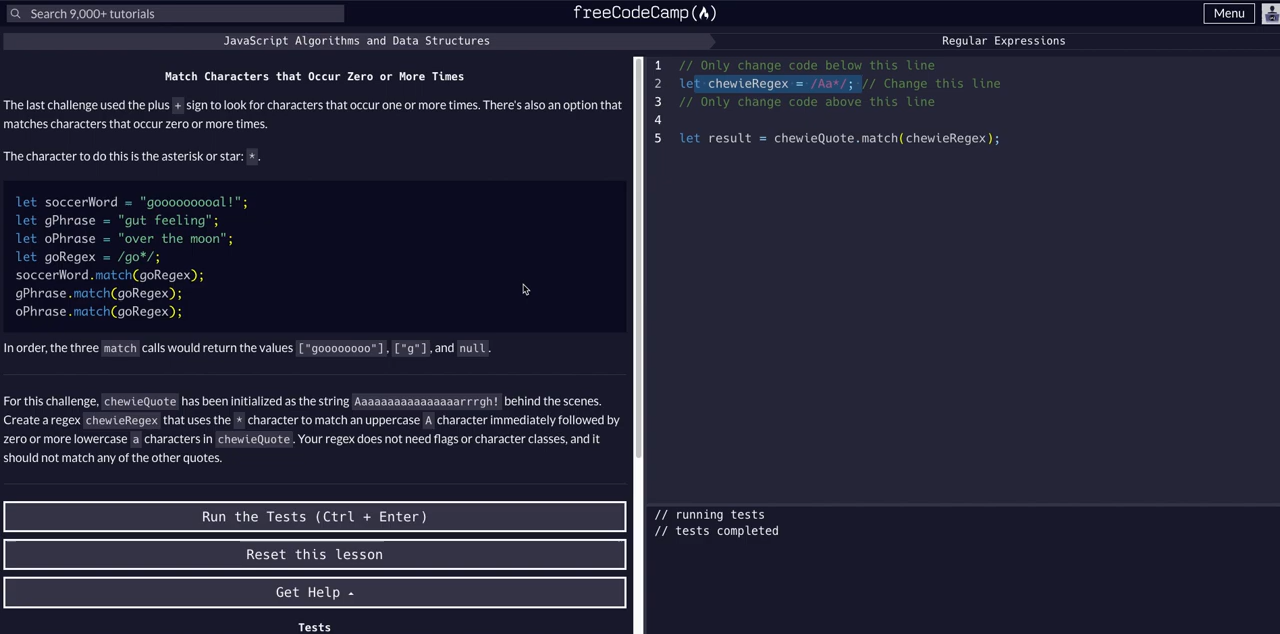 Search 9,000+ tutorials
freeCodeCamp
Menu
JavaScript Algorithms and Data Structures
Regular Expressions
Match Characters that Occur Zero or More Times
The last challenge used the plus + sign to look for characters that occur one or more times. There's also an option that
matches characters that occur zero or more times.
The character to do this is the asterisk or star: *.
let soccerWord = "gooooooooal!";
let gPhrase = "gut feeling";
let oPhrase = "over the moon";
let goRegex = /go*/;
soccerWord.match(goRegex);
gPhrase.match(goRegex);
oPhrase.match(goRegex);
In order, the three match calls would return the values ["goooooooo"], ["g"], and null.
For this challenge, chewieQuote has been initialized as the string Aaaaaaaaaaaaaaaarrrgh! behind the scenes.
Create a regex chewieRegex that uses the * character to match an uppercase A character immediately followed by
zero or more lowercase a characters in chewieQuote. Your regex does not need flags or character classes, and it
should not match any of the other quotes.
Run the Tests (Ctrl + Enter)
Reset this lesson
Get Help
Tests
1 // Only change code below this line
2 let chewieRegex = /Aa*/; // Change this line
3 // Only change code above this line
4
5 let result = chewieQuote.match(chewieRegex);
// running tests
// tests completed